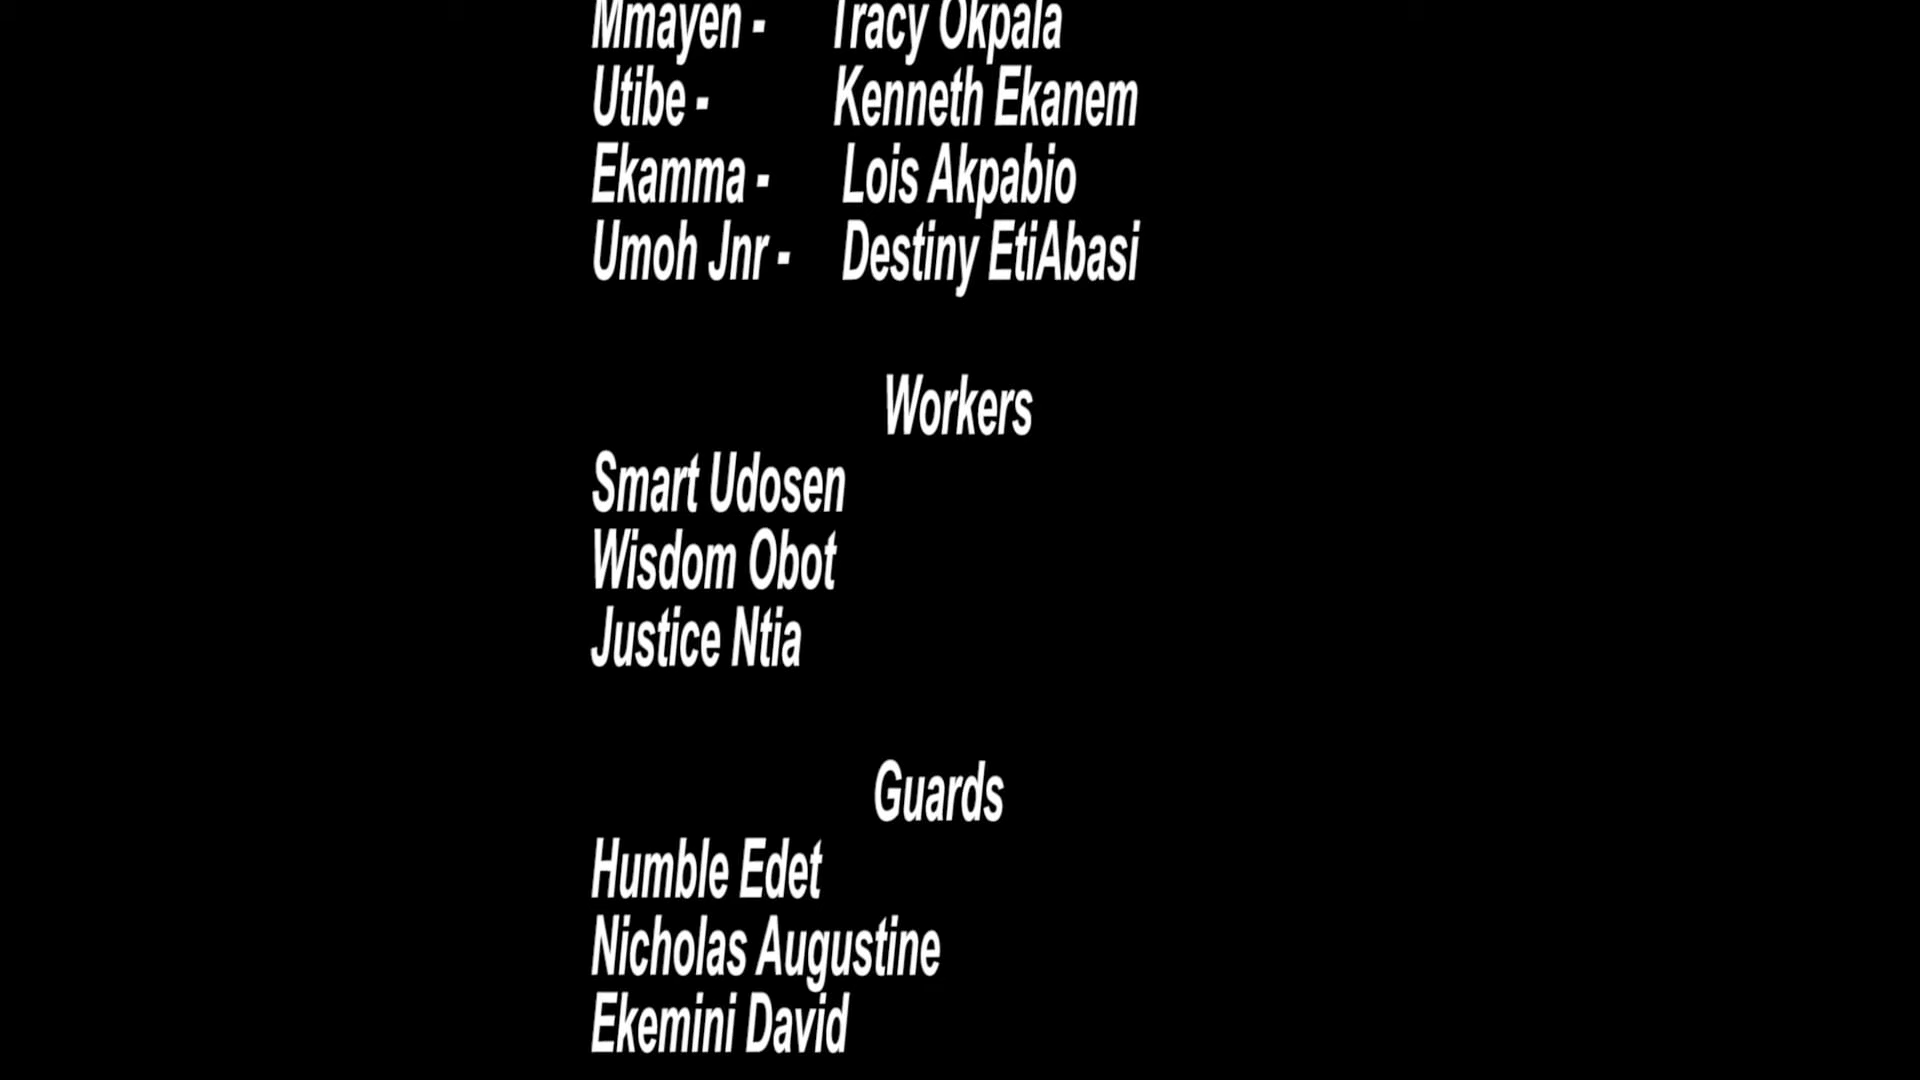 Mmayen - Tracy Okpala
Utibe - Kenneth Ekanem
Ekamma - Lois Akpabio
Umoh Jnr - Destiny EtiAbasi
Workers
Smart Udosen
Wisdom Obot
Justice Ntia
Guards
Humble Edet
Nicholas Augustine
Ekemini David